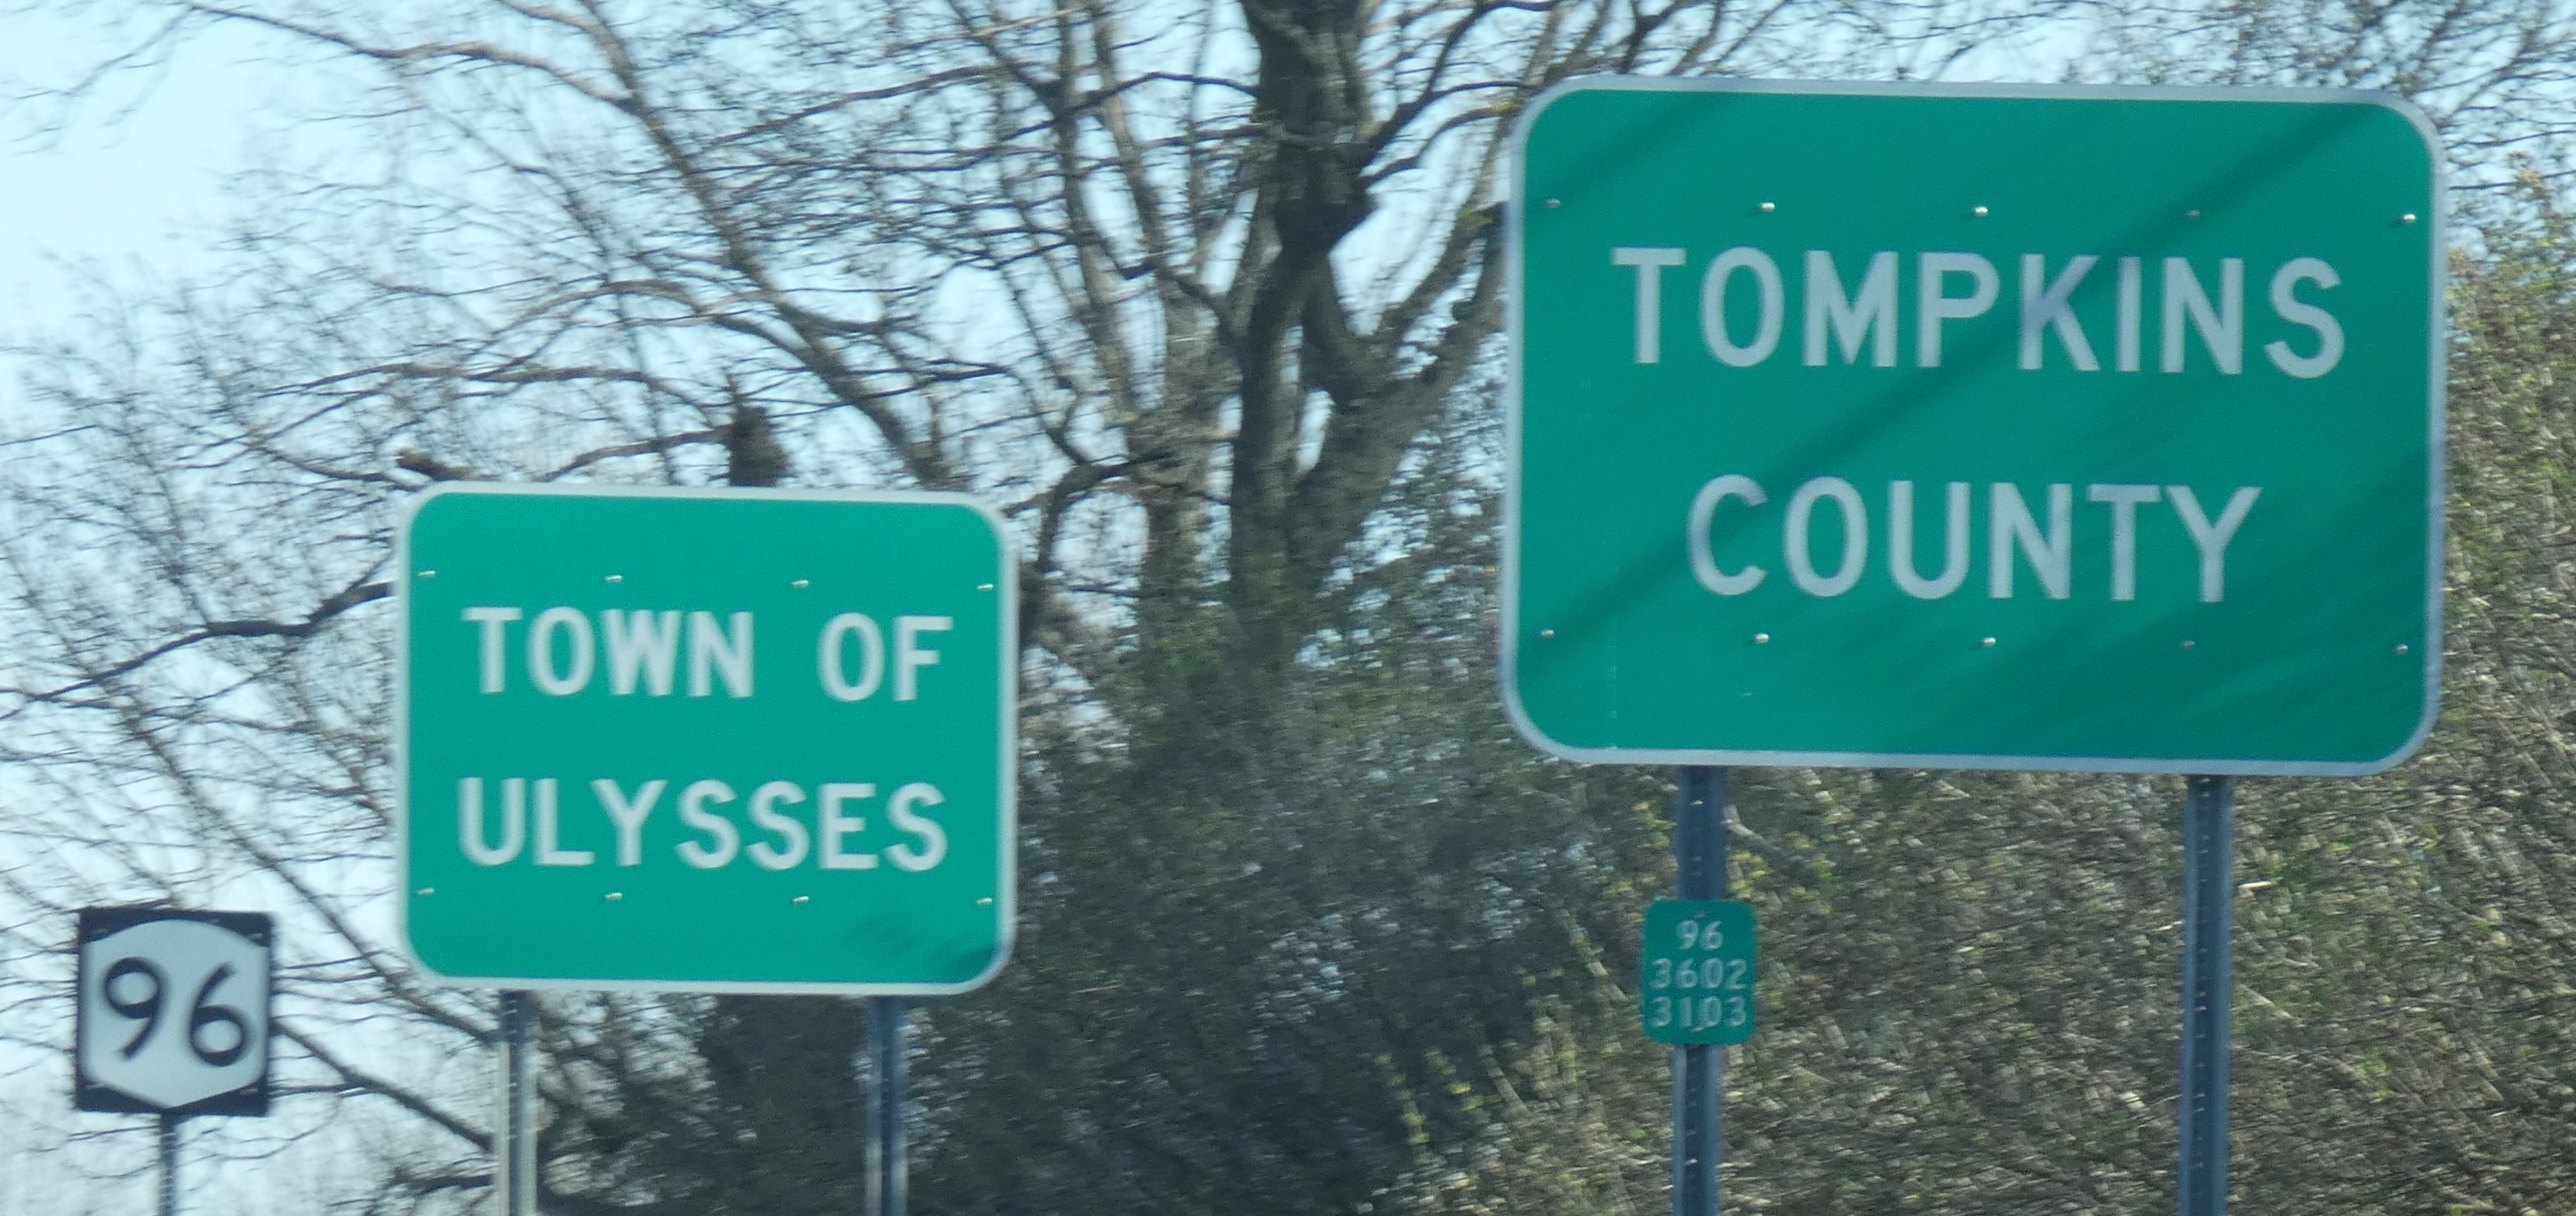 TOMPKINS
COUNTY
TOWN OF
ULYSSES
96
96
3602
3103